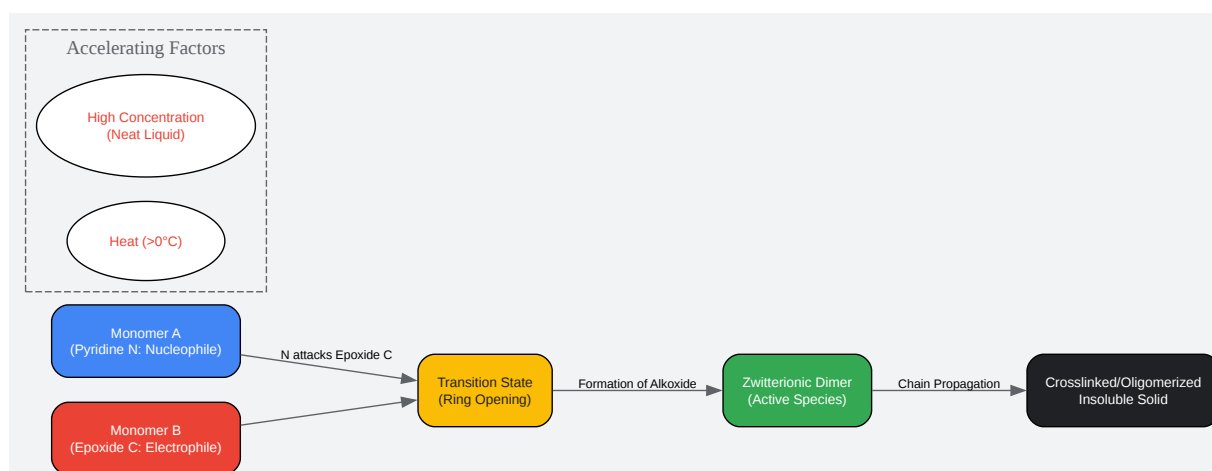 Accelerating Factors
High Concentration
(Neat Liquid)
Heat (>0°C)
Monomer A
(Pyridine N: Nucleophile)
N attacks Epoxide C
Monomer B
(Epoxide C: Electrophile)
Transition State
(Ring Opening)
Formation of Alkoxide
Zwitterionic Dimer
(Active Species)
Chain Propagation
Crosslinked/Oligomerized
Insoluble Solid